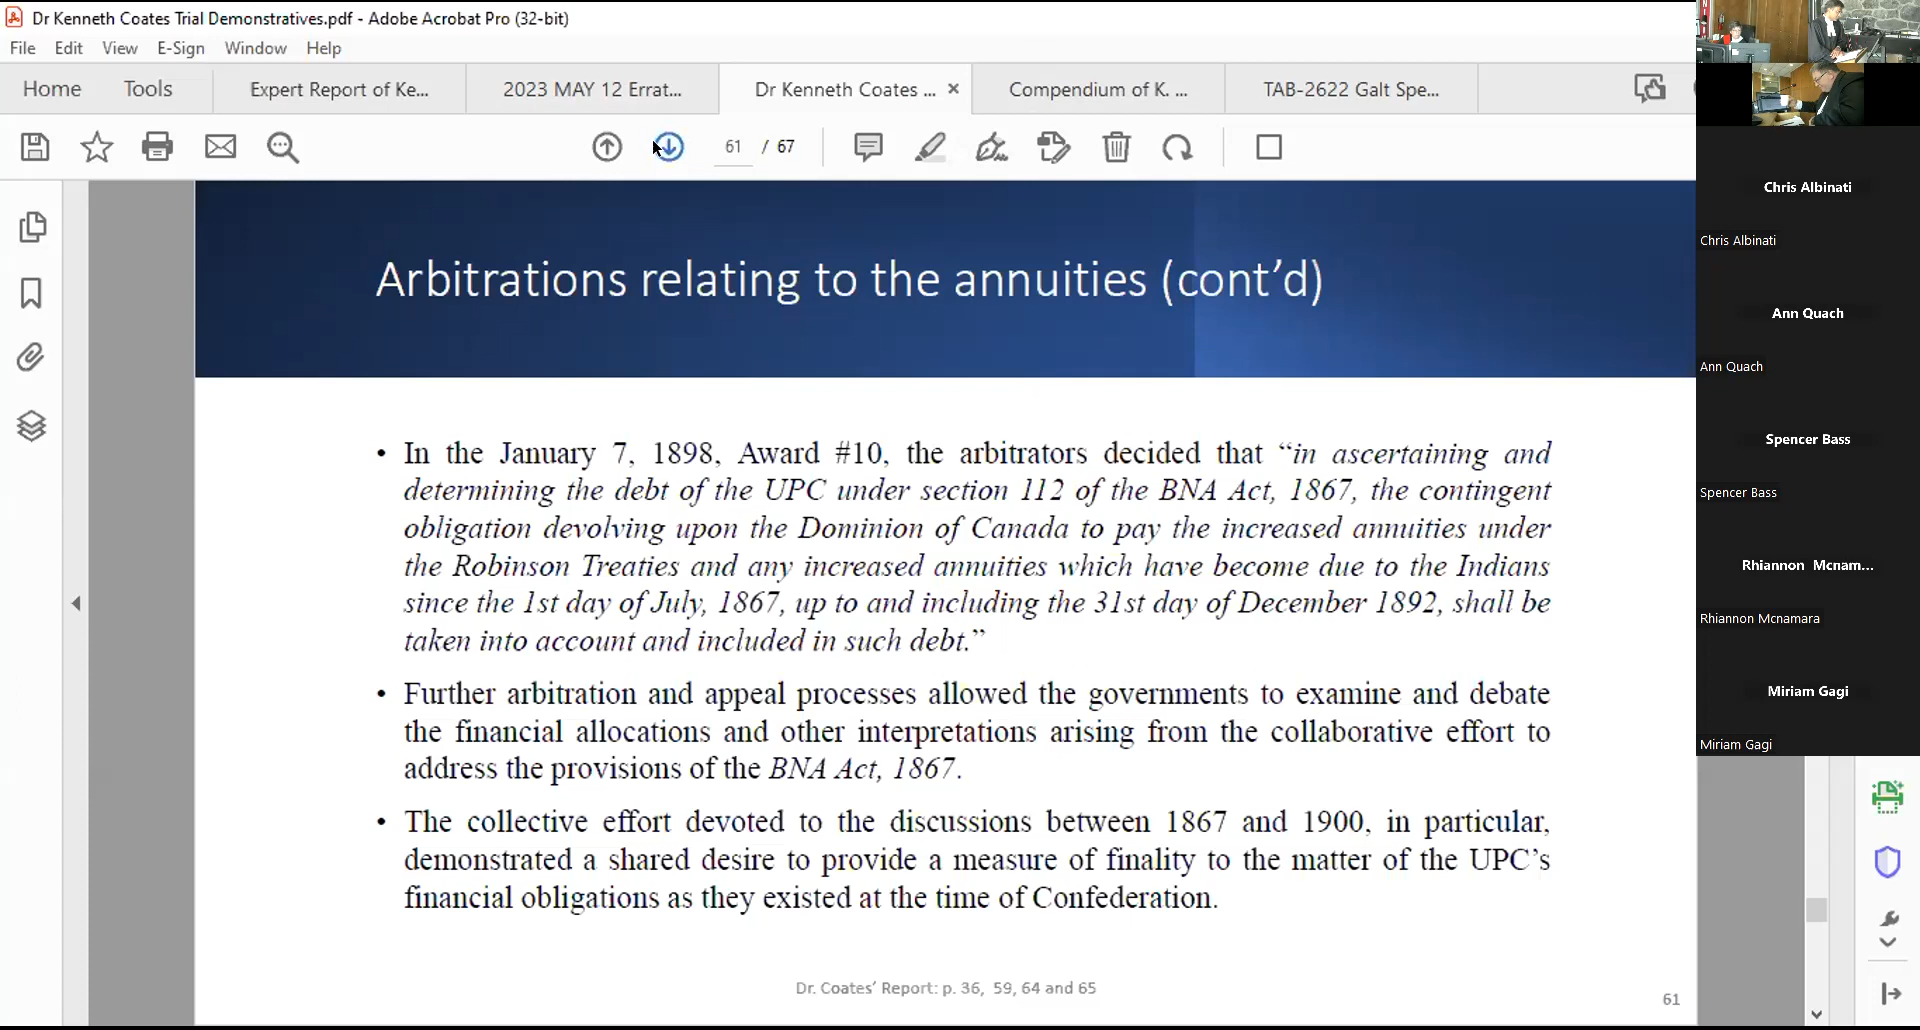 Dr Kenneth Coates Trial Demonstratives.pdf - Adobe Acrobat Pro (32-bit)
File Edit View E-Sign Window Help
Home Tools Expert Report of Ke... 2023 MAY 12 Errat... Dr Kenneth Coates ... × Compendium of K. ... TAB-2622 Galt Spe...
61 / 67
Arbitrations relating to the annuities (cont’d)
• In the January 7, 1898, Award #10, the arbitrators decided that “in ascertaining and
determining the debt of the UPC under section 112 of the BNA Act, 1867, the contingent
obligation devolving upon the Dominion of Canada to pay the increased annuities under
the Robinson Treaties and any increased annuities which have become due to the Indians
since the 1st day of July, 1867, up to and including the 31st day of December 1892, shall be
taken into account and included in such debt.”
• Further arbitration and appeal processes allowed the governments to examine and debate
the financial allocations and other interpretations arising from the collaborative effort to
address the provisions of the BNA Act, 1867.
• The collective effort devoted to the discussions between 1867 and 1900, in particular,
demonstrated a shared desire to provide a measure of finality to the matter of the UPC’s
financial obligations as they existed at the time of Confederation.
Dr. Coates’ Report: p. 36, 59, 64 and 65
61
Chris Albinati
Chris Albinati
Ann Quach
Ann Quach
Spencer Bass
Spencer Bass
Rhiannon Mcnam...
Rhiannon Mcnamara
Miriam Gagi
Miriam Gagi